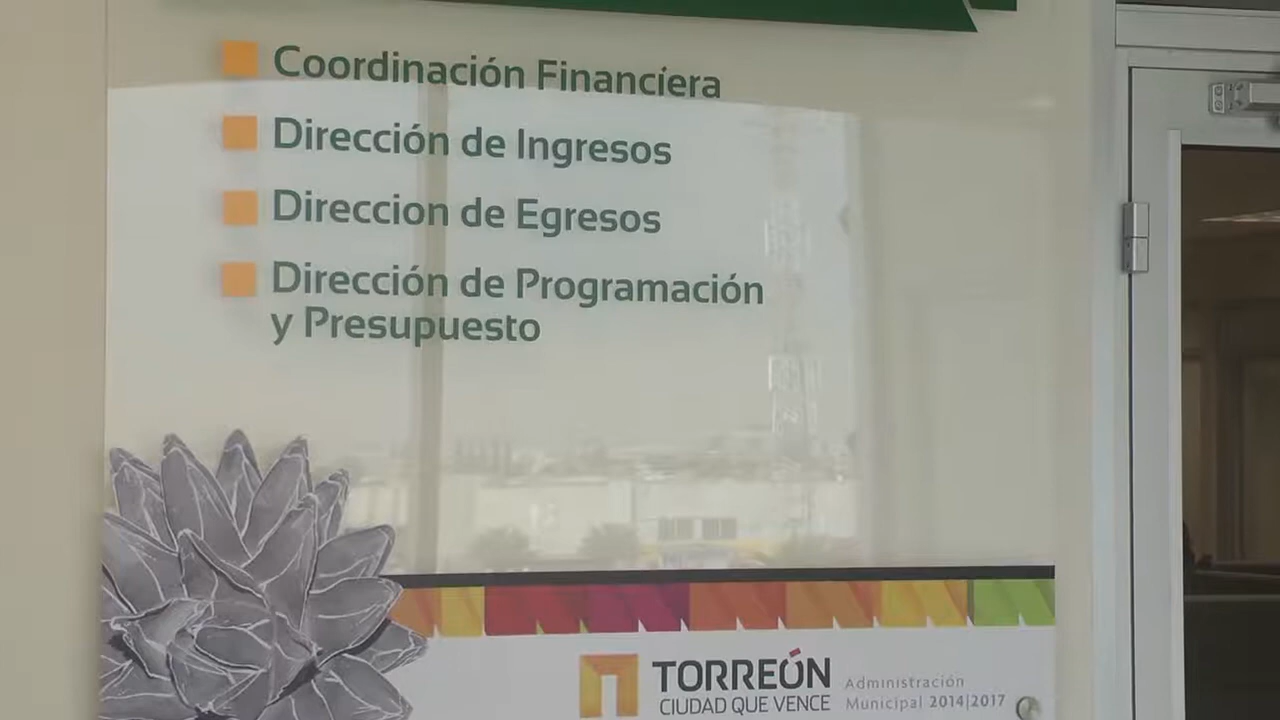 Coordinación Financiera
Dirección de Ingresos
Direccion de Egresos
Dirección de Programación
y Presupuesto
TORREÓN
CIUDAD QUE VENCE
Administración
Municipal 2014|2017